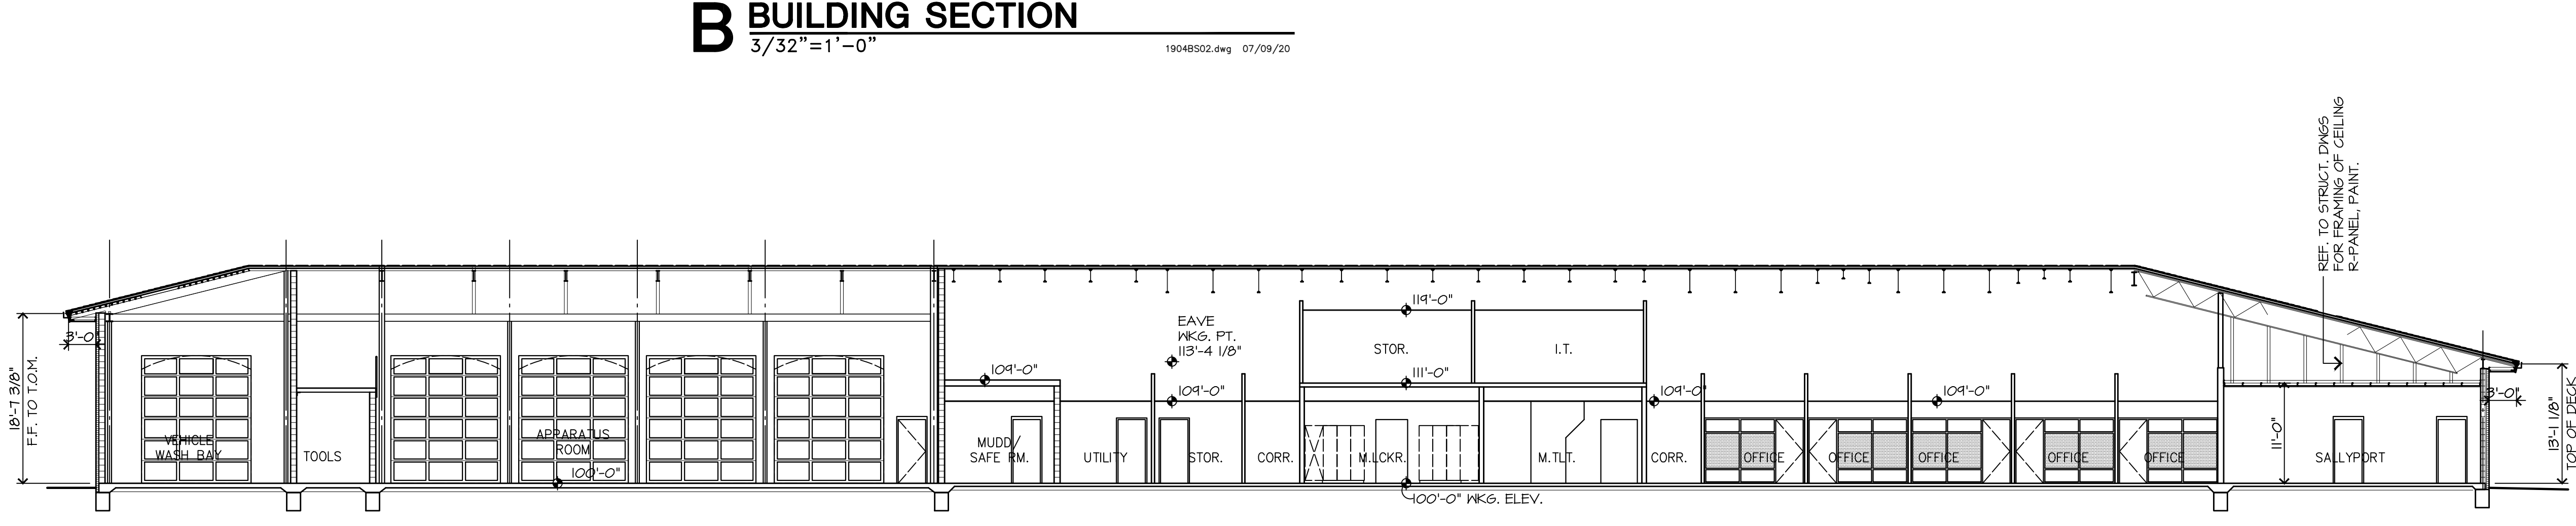 B BUILDING SECTION
3/32"=1'-0"
1904BS02.dwg 07/09/20
REF. TO STRUCT. DWGS
FOR FRAMING OF CEILING
R-PANEL, PAINT.
18'-7 3/8"
F.F. TO T.O.M.
3'-0"
VEHICLE
WASH BAY
TOOLS
APPARATUS
ROOM
100'-0"
109'-0"
MUDD/
SAFE RM.
UTILITY
EAVE
WKG. PT.
113'-4 1/8"
109'-0"
STOR.
CORR.
119'-0"
STOR.
I.T.
111'-0"
M.LCKR.
M.TLT.
100'-0" WKG. ELEV.
109'-0"
CORR.
109'-0"
OFFICE
OFFICE
OFFICE
OFFICE
OFFICE
11'-0"
SALLYPORT
3'-0"
13'-1 1/8"
TOP OF DECK